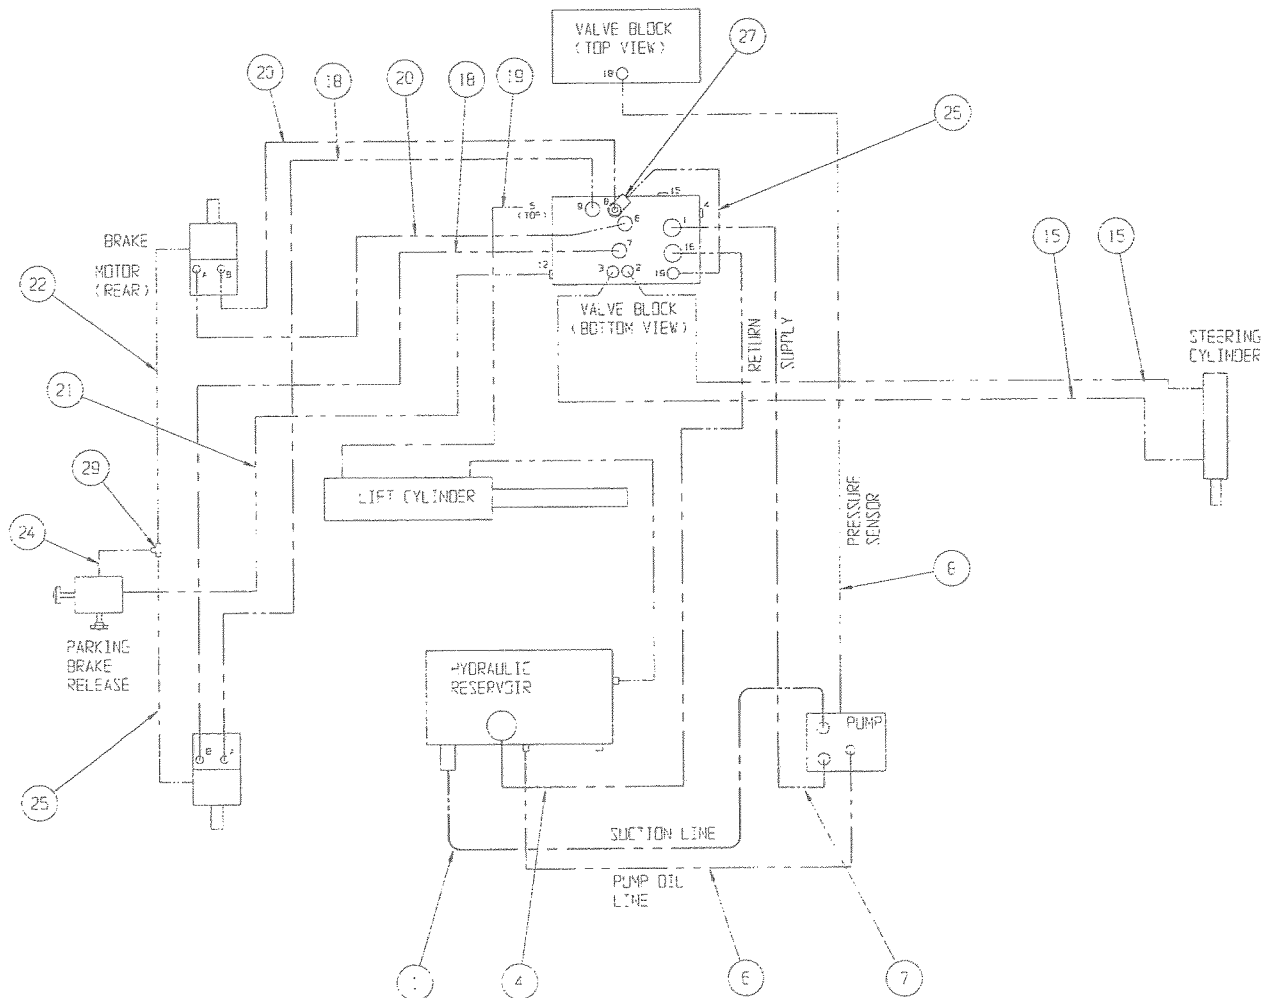 VALVE BLOCK
(TOP VIEW)
18
27
20
18
20
18
19
26
15
5
(TOP)
9
8
4
6
1
7
16
12
3
2
19
VALVE BLOCK
(BOTTOM VIEW)
BRAKE
MOTOR
(REAR)
A
B
22
21
RETURN
SUPPLY
15
15
STEERING
CYLINDER
29
24
LIFT CYLINDER
PRESSURE
SENSOR
PARKING
BRAKE
RELEASE
HYDRAULIC
RESERVOIR
PUMP
B
A
25
SUCTION LINE
PUMP OIL
LINE
1
4
6
7